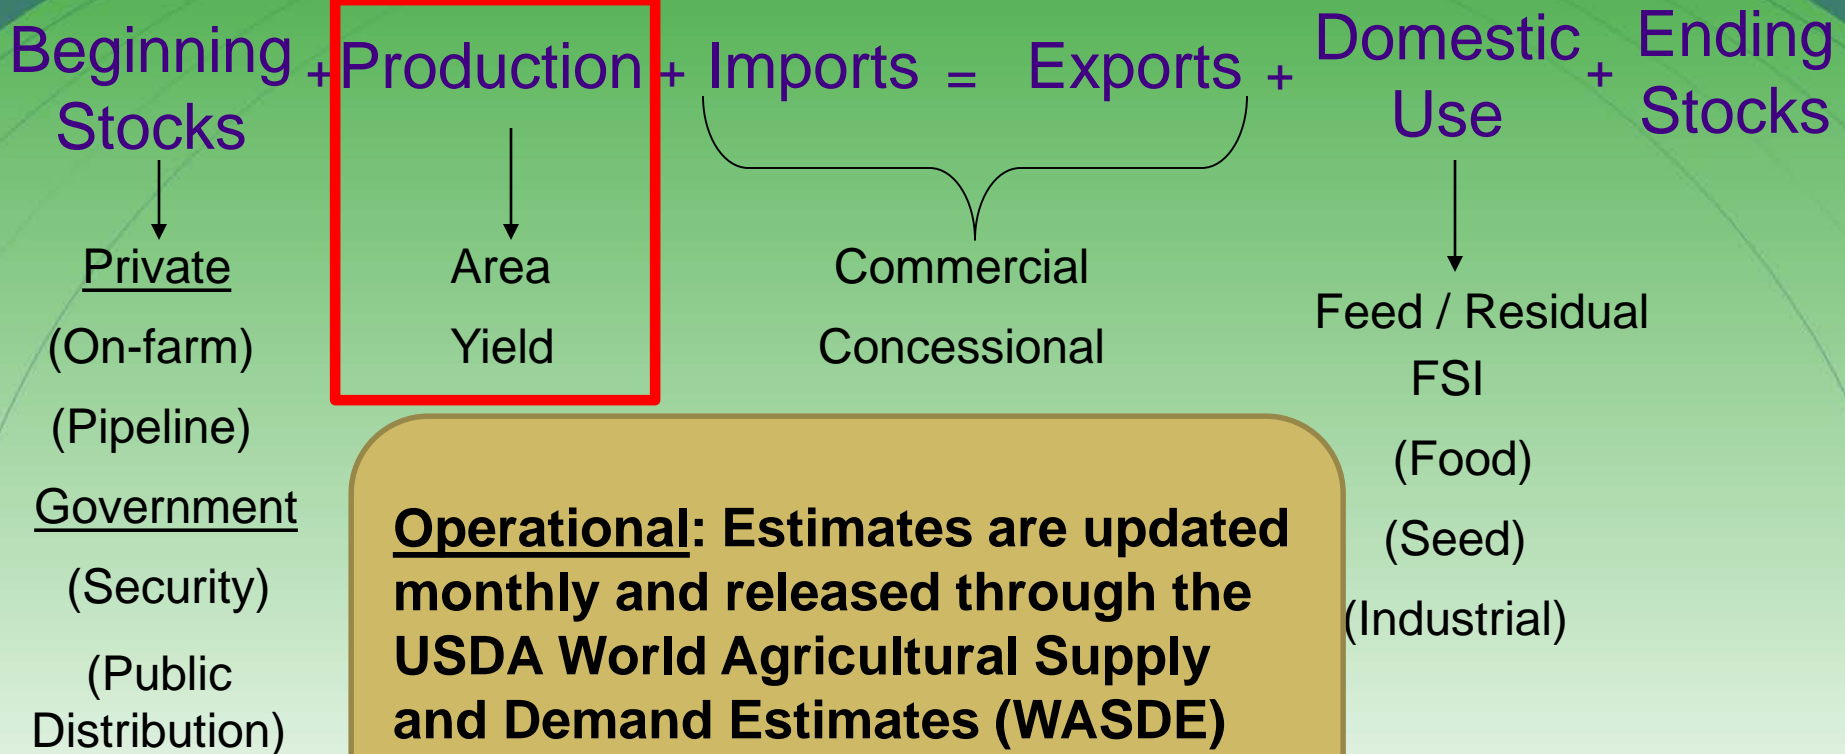 Beginning Stocks + Production + Imports = Exports + Domestic Use + Ending Stocks
Private
(On-farm)
(Pipeline)
Government
(Security)
(Public
Distribution)
Area
Yield
Commercial
Concessional
Feed / Residual
FSI
(Food)
(Seed)
(Industrial)
Operational: Estimates are updated
monthly and released through the
USDA World Agricultural Supply
and Demand Estimates (WASDE)